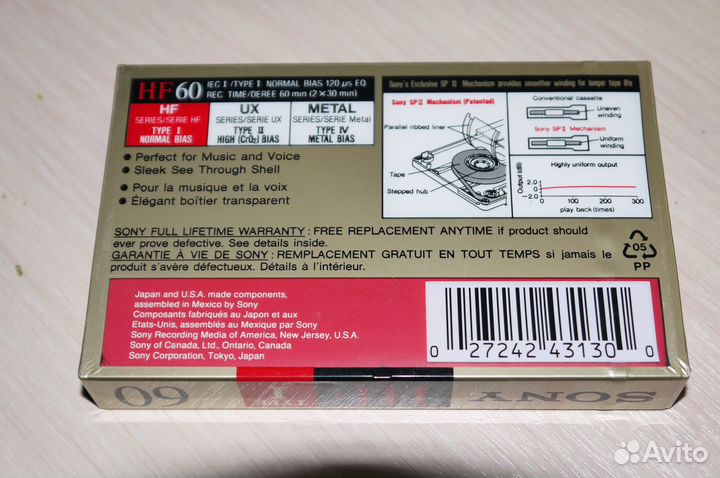 HF 60
IEC I/TYPE I NORMAL BIAS 120 µs EQ
REC. TIME/DUREE 60 min (2×30 min)
HF
SERIES/SERIE HF
TYPE I
NORMAL BIAS
UX
SERIES/SERIE UX
TYPE II
HIGH (CrO₂) BIAS
METAL
SERIES/SERIE Metal
TYPE IV
METAL BIAS
● Perfect for Music and Voice
● Sleek See Through Shell
● Pour la musique et la voix
● Élégant boîtier transparent
Sony's Exclusive SP II Mechanism provides smoother winding for longer tape life
Sony SPII Mechanism (Patented)
Parallel ribbed liner
Tape
Stepped hub
Conventional cassette
Uneven
winding
Sony SPII Mechanism
Uniform
winding
Highly uniform output
Output (dB)
2.0
0
-2.0
0 100 200 300
play back (times)
SONY FULL LIFETIME WARRANTY: FREE REPLACEMENT ANYTIME if product should
ever prove defective. See details inside.
GARANTIE À VIE DE SONY: REMPLACEMENT GRATUIT EN TOUT TEMPS si jamais le
produit s'avère défectueux. Détails à l'intérieur.
05
PP
Japan and U.S.A. made components,
assembled in Mexico by Sony
Composants fabriqués au Japon et aux
Etats-Unis, assemblés au Mexique par Sony
Sony Recording Media of America, New Jersey, U.S.A.
Sony of Canada, Ltd., Ontario, Canada
Sony Corporation, Tokyo, Japan
0 27242 43130 0
SONY
HF
I
60
Avito